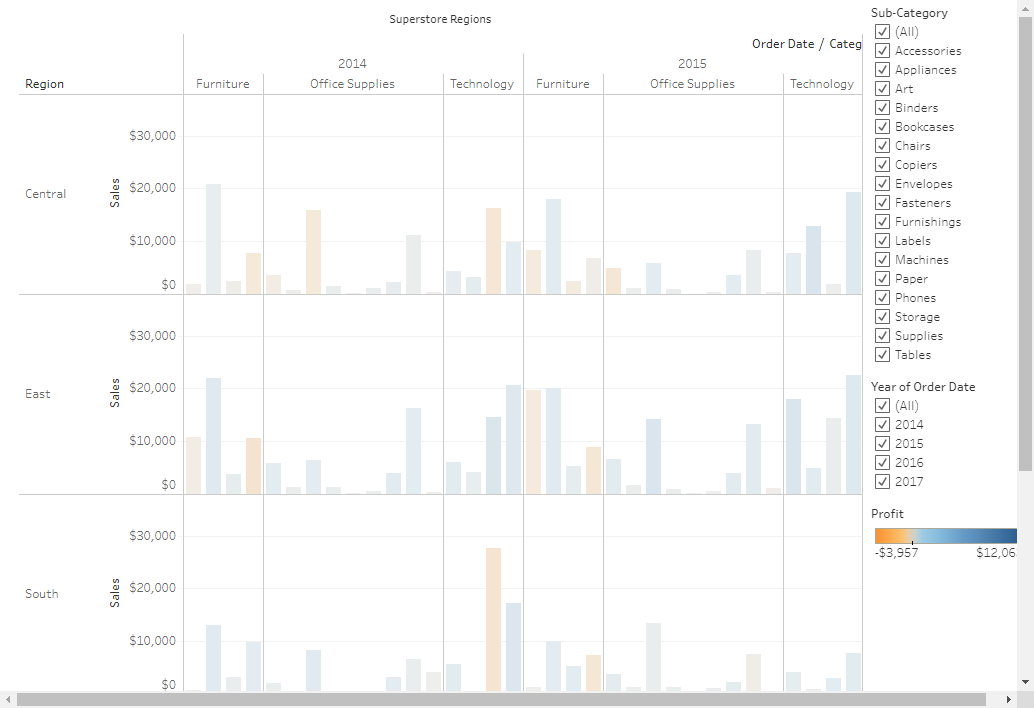 Superstore Regions
Order Date / Categ
2014
2015
Region
Furniture
Office Supplies
Technology
Furniture
Office Supplies
Technology
Central
Sales
$30,000
$20,000
$10,000
$0
East
Sales
$30,000
$20,000
$10,000
$0
South
Sales
$30,000
$20,000
$10,000
$0
Sub-Category
(All)
Accessories
Appliances
Art
Binders
Bookcases
Chairs
Copiers
Envelopes
Fasteners
Furnishings
Labels
Machines
Paper
Phones
Storage
Supplies
Tables
Year of Order Date
(All)
2014
2015
2016
2017
Profit
-$3,957
$12,06